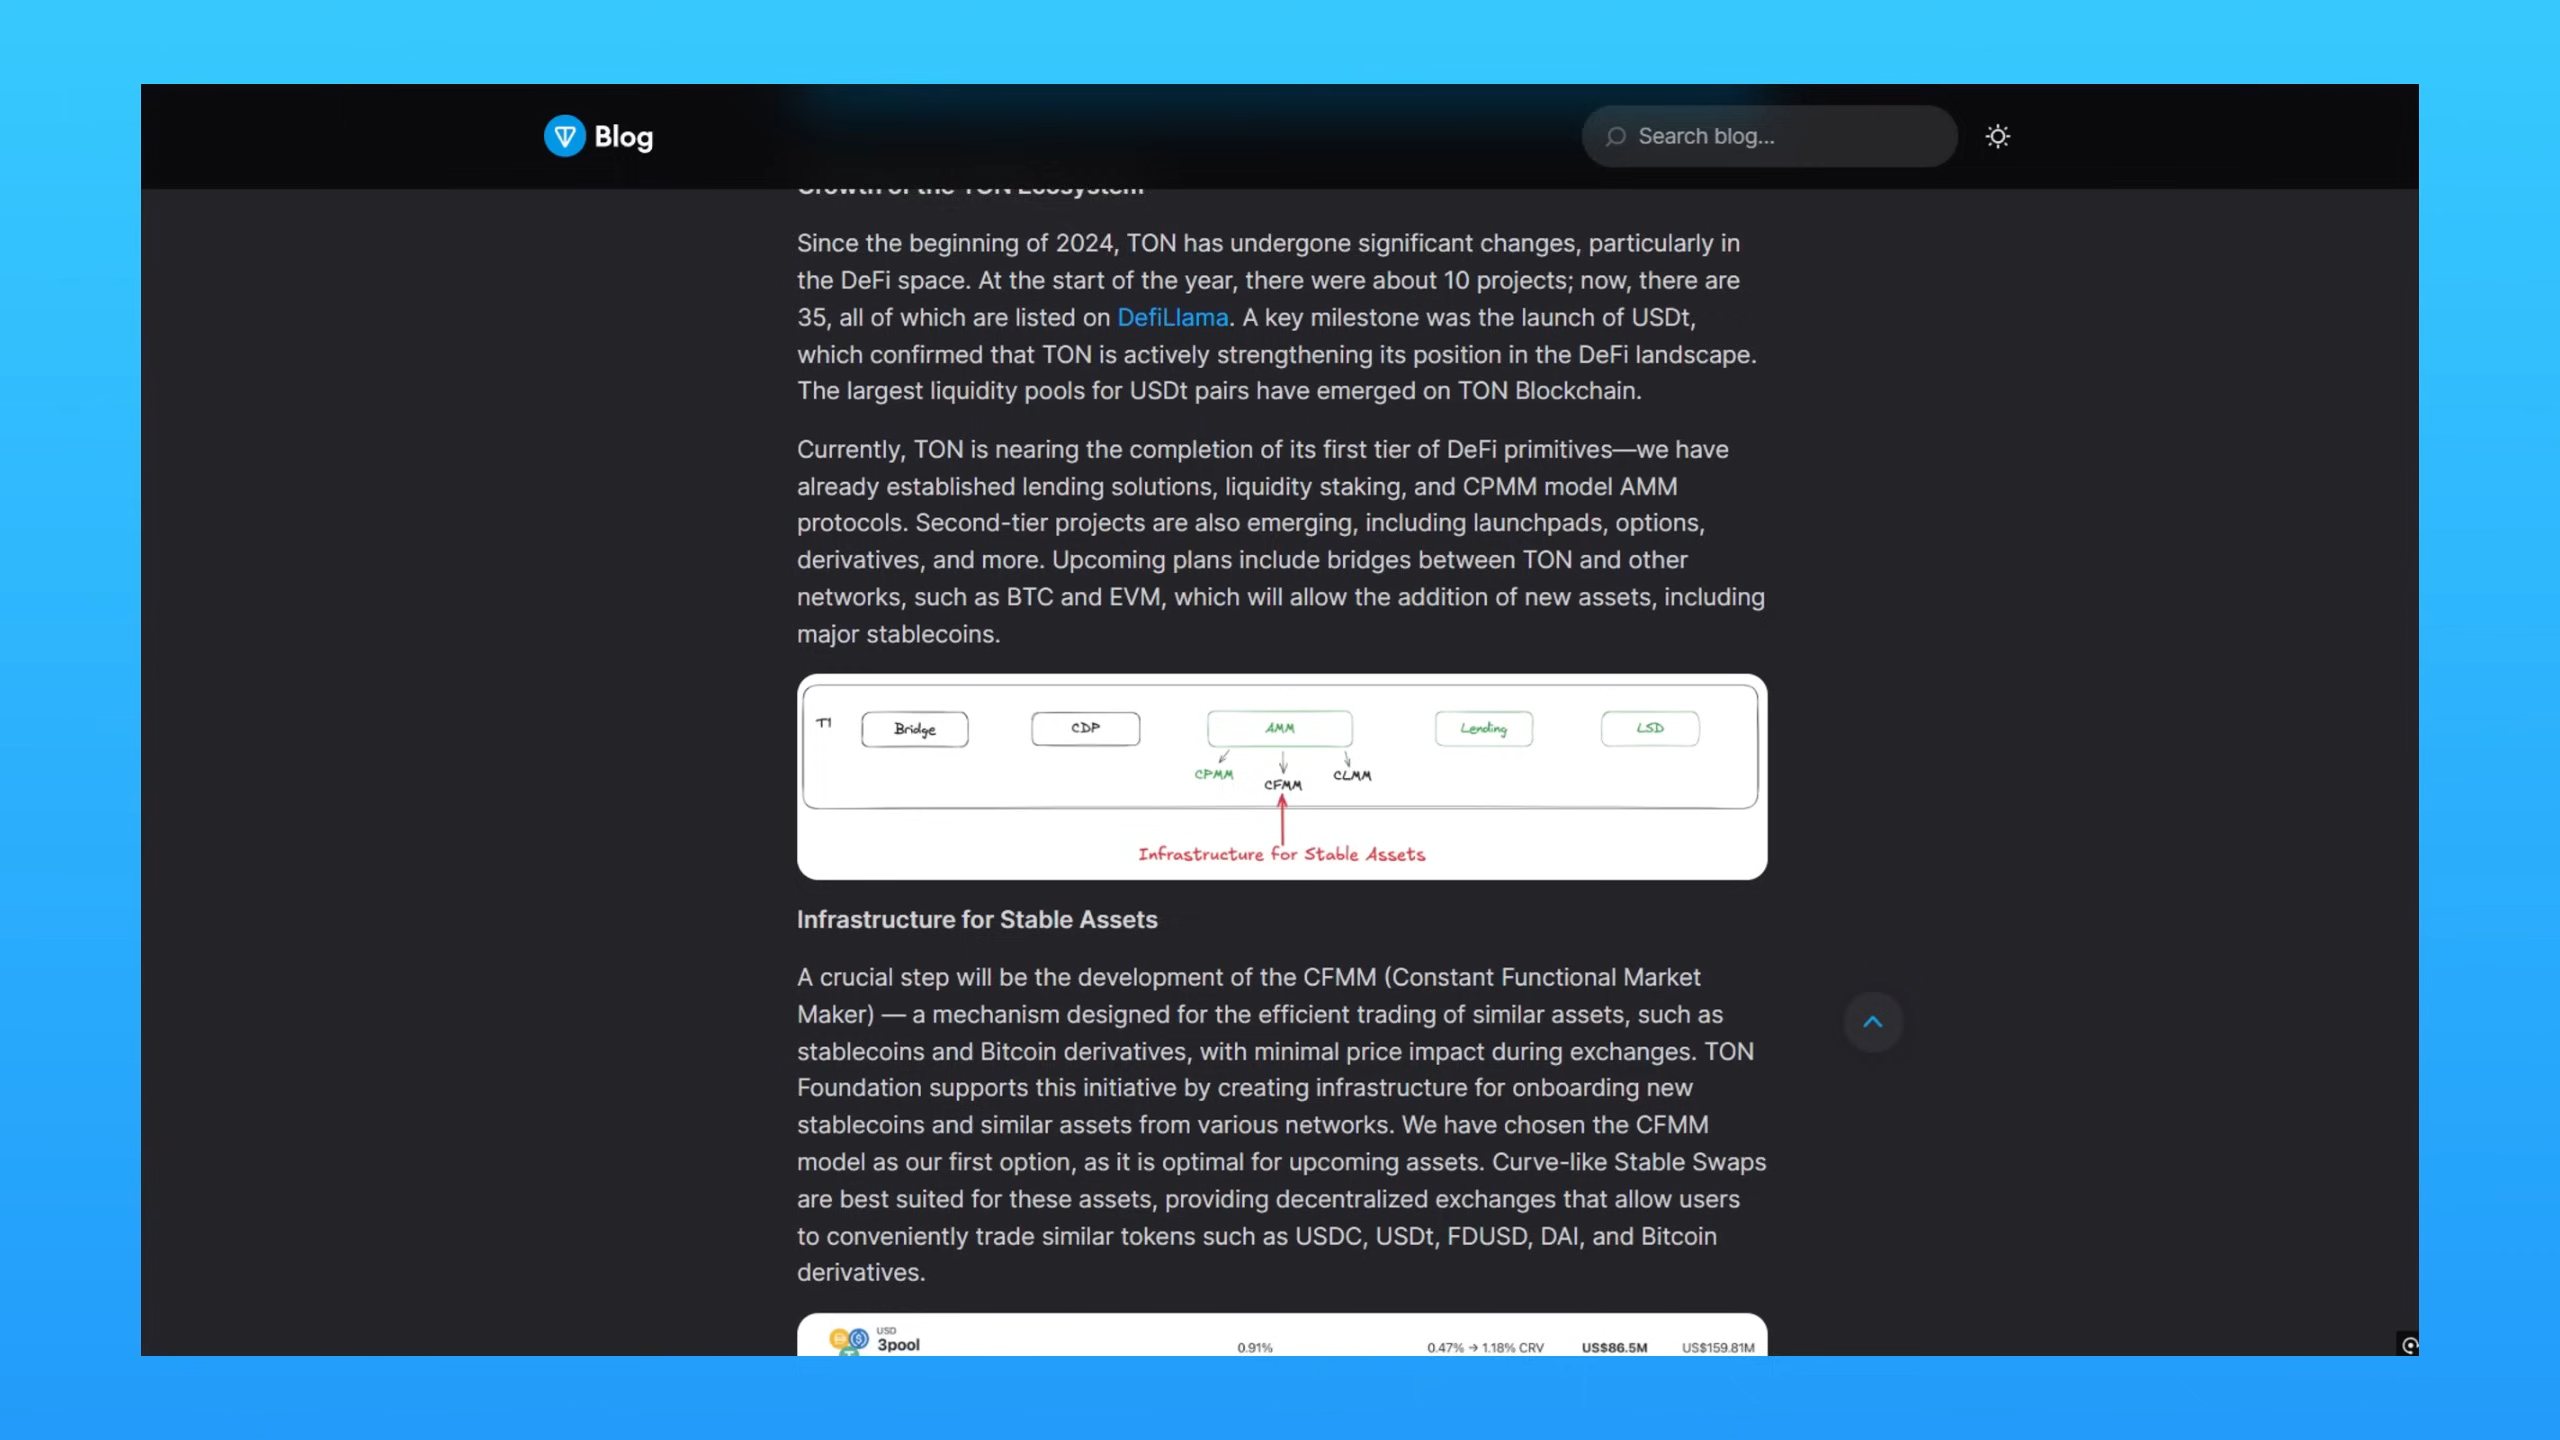 Blog
Search blog...
Growth of the TON Ecosystem
Since the beginning of 2024, TON has undergone significant changes, particularly in
the DeFi space. At the start of the year, there were about 10 projects; now, there are
35, all of which are listed on DefiLlama. A key milestone was the launch of USDt,
which confirmed that TON is actively strengthening its position in the DeFi landscape.
The largest liquidity pools for USDt pairs have emerged on TON Blockchain.
Currently, TON is nearing the completion of its first tier of DeFi primitives—we have
already established lending solutions, liquidity staking, and CPMM model AMM
protocols. Second-tier projects are also emerging, including launchpads, options,
derivatives, and more. Upcoming plans include bridges between TON and other
networks, such as BTC and EVM, which will allow the addition of new assets, including
major stablecoins.
T1 Bridge CDP AMM Lending LSD
CPMM CFMM CLMM
Infrastructure for Stable Assets
Infrastructure for Stable Assets
A crucial step will be the development of the CFMM (Constant Functional Market
Maker) — a mechanism designed for the efficient trading of similar assets, such as
stablecoins and Bitcoin derivatives, with minimal price impact during exchanges. TON
Foundation supports this initiative by creating infrastructure for onboarding new
stablecoins and similar assets from various networks. We have chosen the CFMM
model as our first option, as it is optimal for upcoming assets. Curve-like Stable Swaps
are best suited for these assets, providing decentralized exchanges that allow users
to conveniently trade similar tokens such as USDC, USDt, FDUSD, DAI, and Bitcoin
derivatives.
USD
3pool 0.91% 0.47% → 1.18% CRV US$86.5M US$159.81M